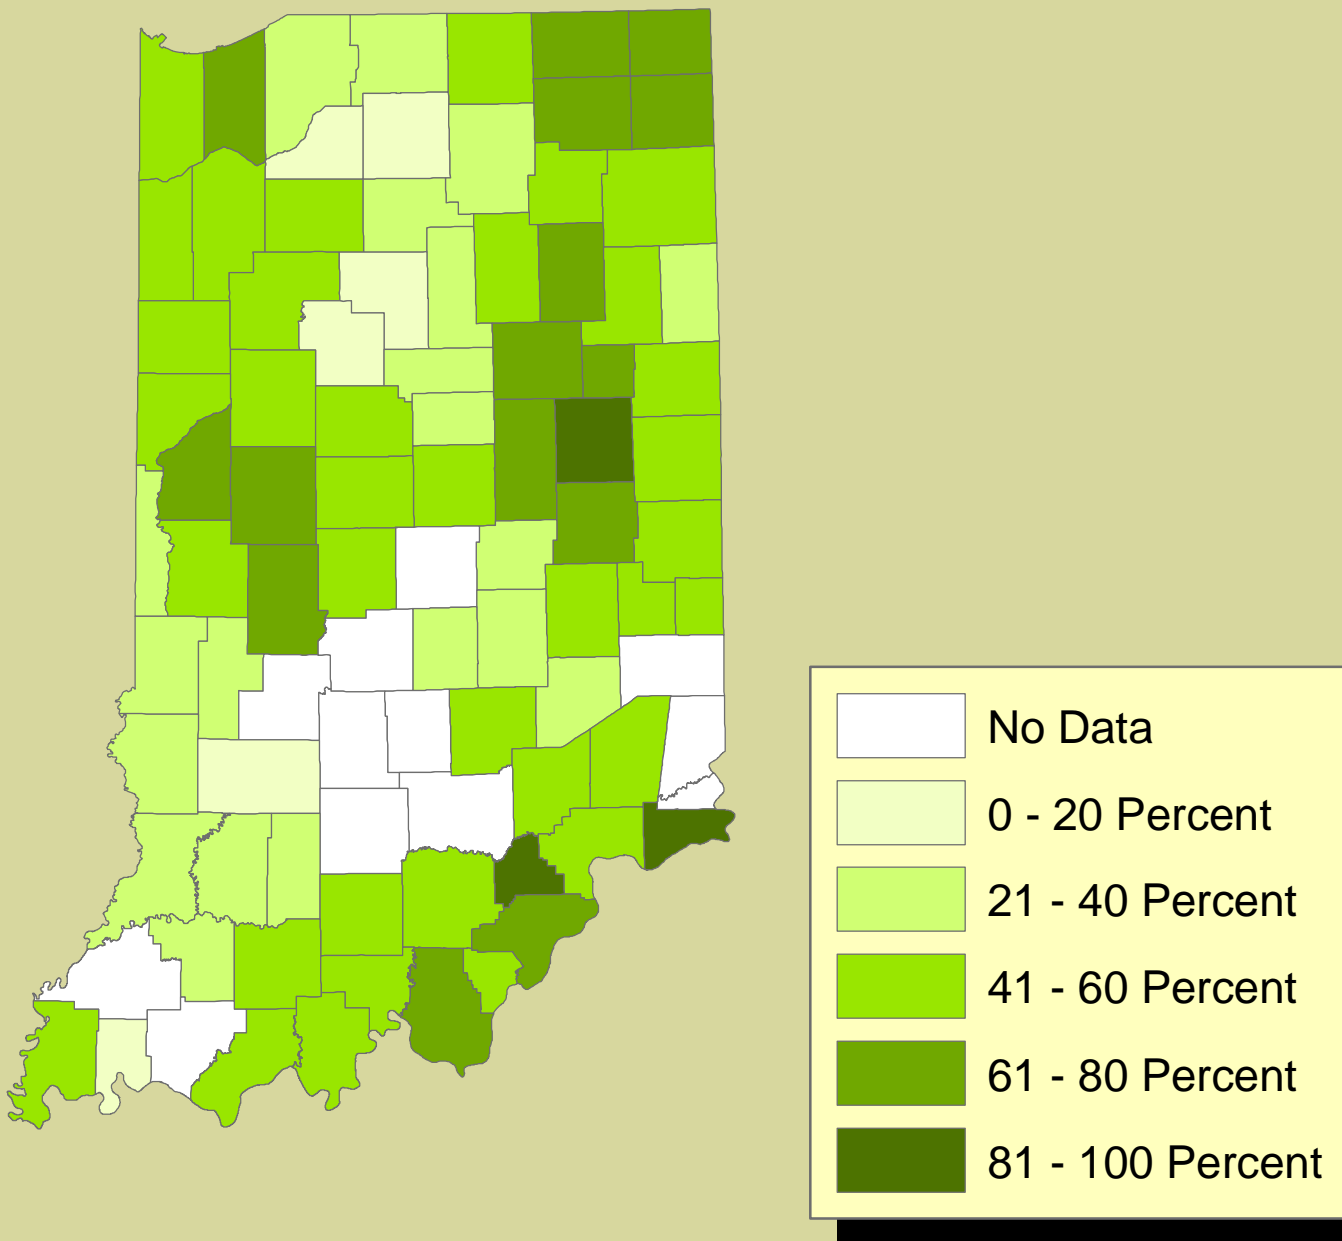 No Data
0 - 20 Percent
21 - 40 Percent
41 - 60 Percent
61 - 80 Percent
81 - 100 Percent